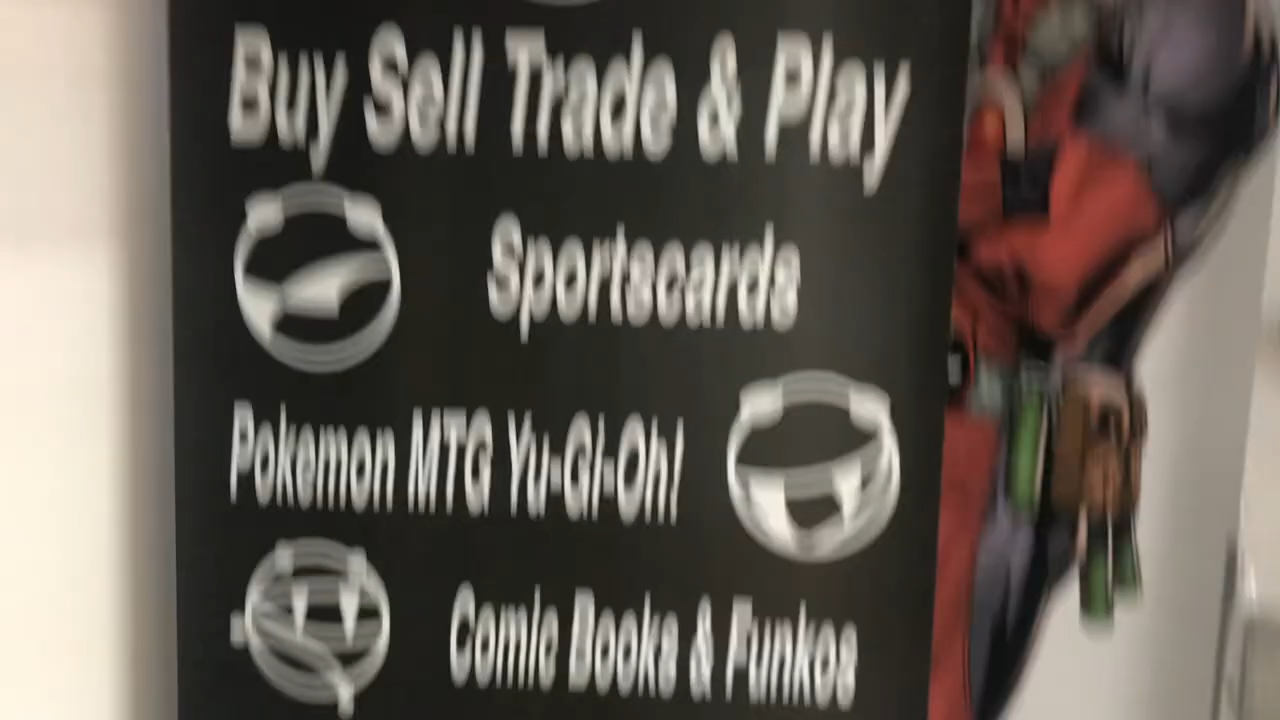 Buy Sell Trade & Play
Sportscards
Pokemon MTG Yu-Gi-Oh!
Comic Books & Funkos